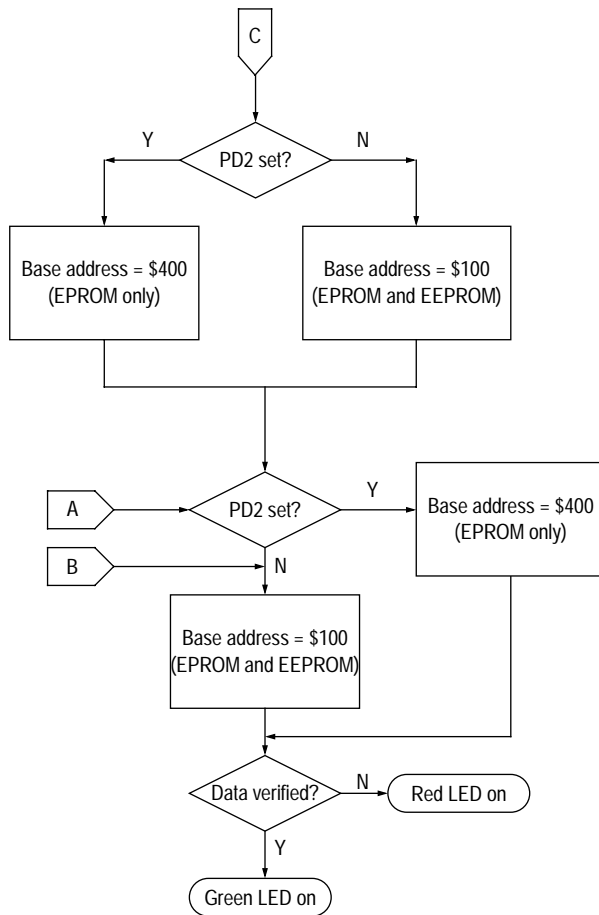 C
Y
N
PD2 set?
Base address = $400
(EPROM only)
Base address = $100
(EPROM and EEPROM)
A
PD2 set?
Y
Base address = $400
(EPROM only)
B
N
Base address = $100
(EPROM and EEPROM)
Data verified?
N
Red LED on
Y
Green LED on